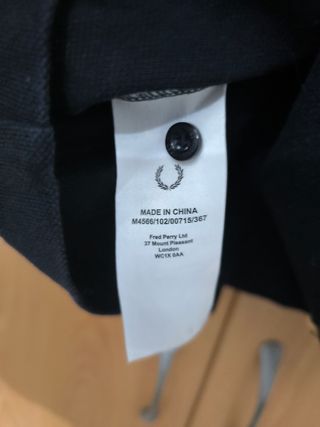 MADE IN CHINA
M4566/102/00715/367
Fred Perry Ltd
37 Mount Pleasant
London
WC1X 0AA